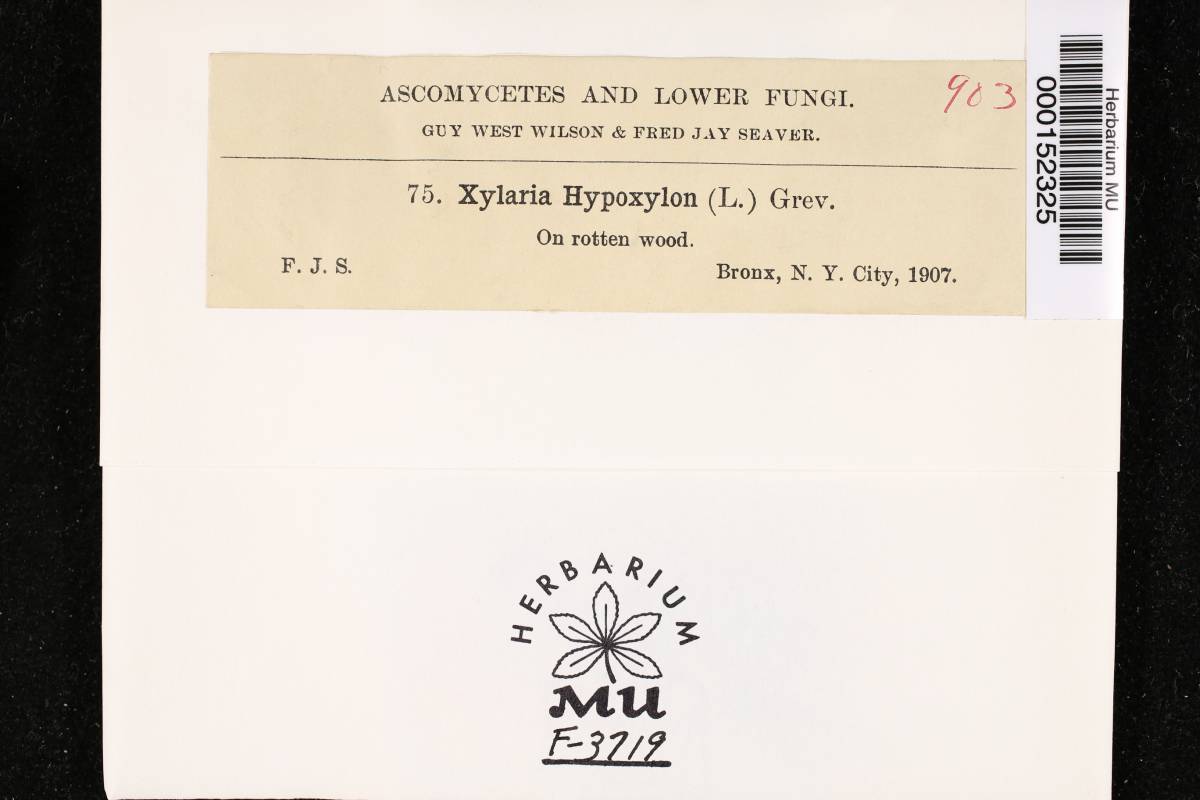 ASCOMYCETES AND LOWER FUNGI.
903
GUY WEST WILSON & FRED JAY SEAVER.
75. Xylaria Hypoxylon (L.) Grev.
On rotten wood.
F. J. S.
Bronx, N. Y. City, 1907.
Herbarium MU
000152325
HERBARIUM
MU
F-3719